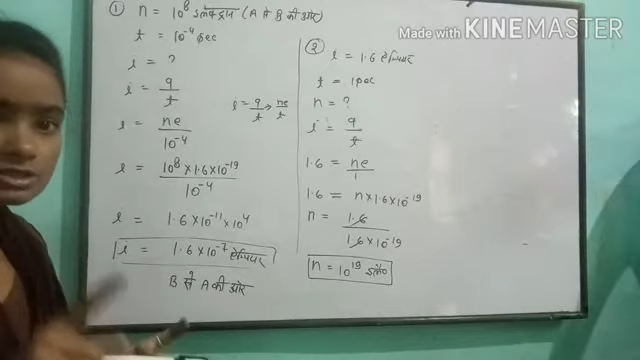 ① n = 10⁸ इलेक्ट्रान (A से B की ओर)
t = 10⁻⁴ sec
i = ?
i = q/t
i = q/t → ne/t
i = ne/10⁻⁴
i = 10⁸ × 1.6 × 10⁻¹⁹/10⁻⁴
i = 1.6 × 10⁻¹¹ × 10⁴
i = 1.6 × 10⁻⁷ ऐम्पियर
B से A की ओर
2 i = 1.6 ऐम्पियर
t = 1 sec
n = ?
i = q/t
1.6 = ne/1
1.6 = n × 1.6 × 10⁻¹⁹
n = 1.6/1.6 × 10⁻¹⁹
n = 10¹⁹ इले०
Made with KINEMASTER